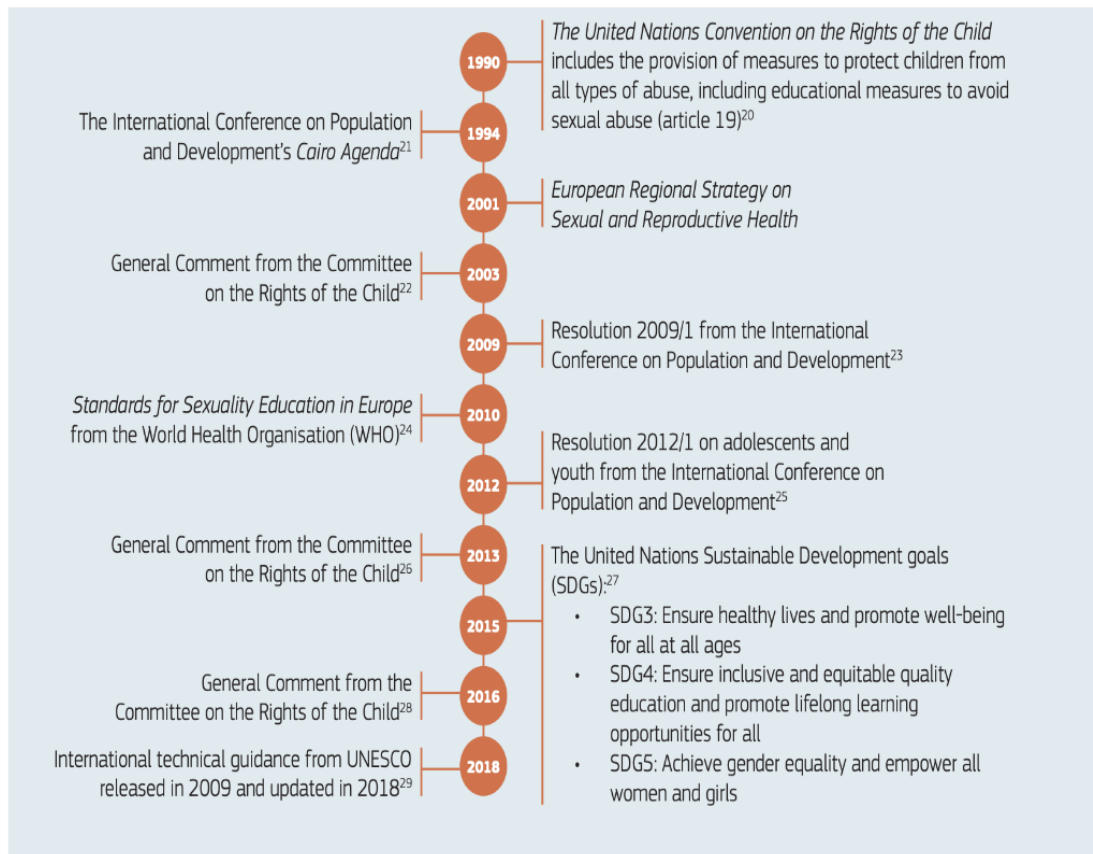 1990
The United Nations Convention on the Rights of the Child
includes the provision of measures to protect children from
all types of abuse, including educational measures to avoid
sexual abuse (article 19)20
The International Conference on Population
and Development's Cairo Agenda21
1994
2001
European Regional Strategy on
Sexual and Reproductive Health
General Comment from the Committee
on the Rights of the Child22
2003
2009
Resolution 2009/1 from the International
Conference on Population and Development23
Standards for Sexuality Education in Europe
from the World Health Organisation (WHO)24
2010
2012
Resolution 2012/1 on adolescents and
youth from the International Conference on
Population and Development25
General Comment from the Committee
on the Rights of the Child26
2013
2015
The United Nations Sustainable Development goals
(SDGs):27
• SDG3: Ensure healthy lives and promote well-being
for all at all ages
• SDG4: Ensure inclusive and equitable quality
education and promote lifelong learning
opportunities for all
• SDG5: Achieve gender equality and empower all
women and girls
General Comment from the
Committee on the Rights of the Child28
2016
International technical guidance from UNESCO
released in 2009 and updated in 201829
2018